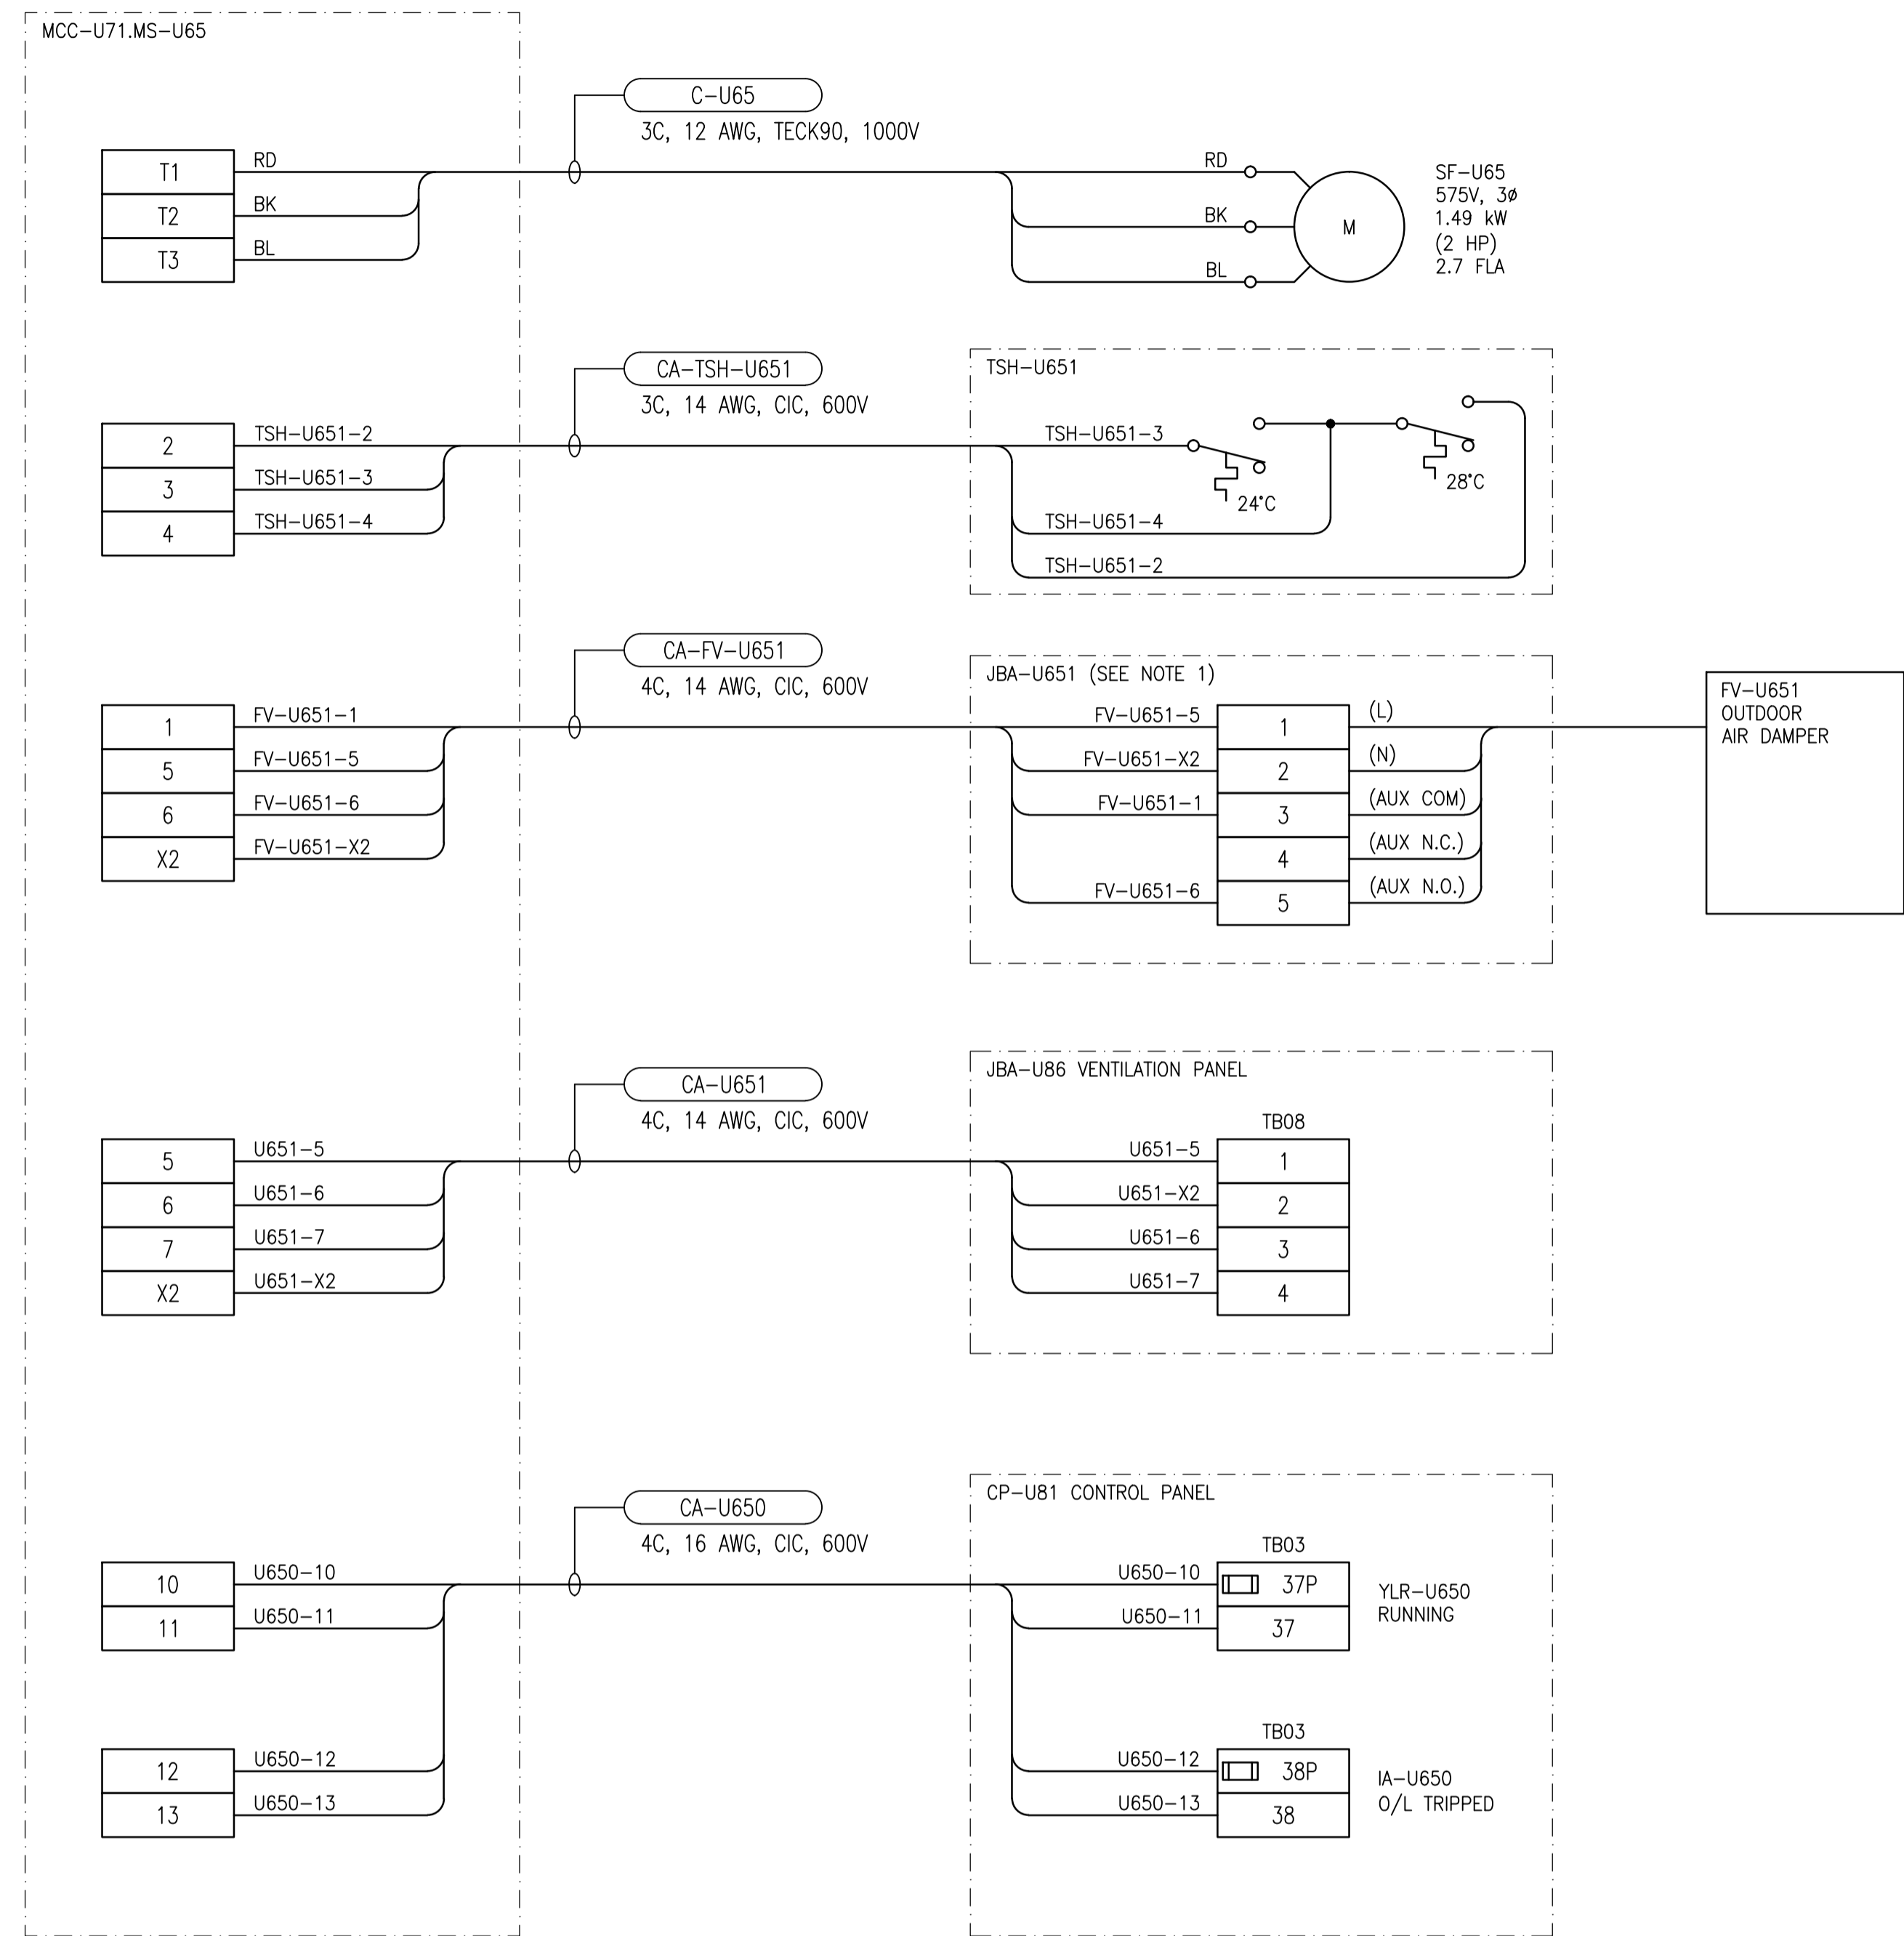 MCC-U71.MS-U65
C-U65
3C, 12 AWG, TECK90, 1000V
T1
RD
T2
BK
T3
BL
RD
BK
BL
M
SF-U65
575V, 3ø
1.49 kW
(2 HP)
2.7 FLA
CA-TSH-U651
3C, 14 AWG, CIC, 600V
2
TSH-U651-2
3
TSH-U651-3
4
TSH-U651-4
TSH-U651
TSH-U651-3
24°C
28°C
TSH-U651-4
TSH-U651-2
CA-FV-U651
4C, 14 AWG, CIC, 600V
1
FV-U651-1
5
FV-U651-5
6
FV-U651-6
X2
FV-U651-X2
JBA-U651 (SEE NOTE 1)
FV-U651-5
1
(L)
FV-U651-X2
2
(N)
FV-U651-1
3
(AUX COM)
4
(AUX N.C.)
FV-U651-6
5
(AUX N.O.)
FV-U651
OUTDOOR
AIR DAMPER
CA-U651
4C, 14 AWG, CIC, 600V
5
U651-5
6
U651-6
7
U651-7
X2
U651-X2
JBA-U86 VENTILATION PANEL
TB08
U651-5
1
U651-X2
2
U651-6
3
U651-7
4
CA-U650
4C, 16 AWG, CIC, 600V
10
U650-10
11
U650-11
12
U650-12
13
U650-13
CP-U81 CONTROL PANEL
TB03
U650-10
37P
U650-11
37
YLR-U650
RUNNING
TB03
U650-12
38P
U650-13
38
IA-U650
O/L TRIPPED